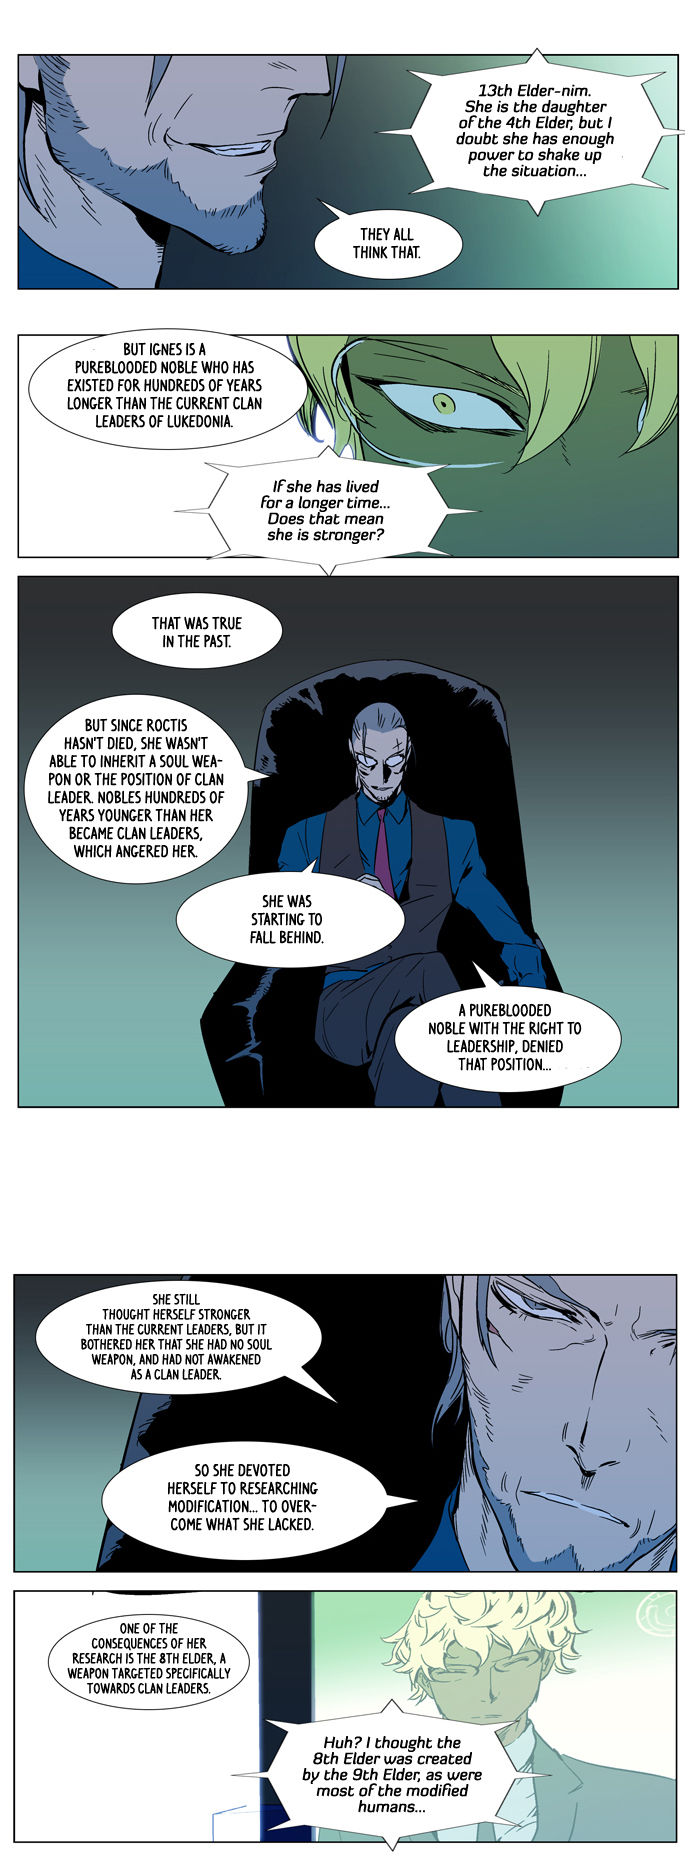 13th Elder-nim.
She is the daughter
of the 4th Elder, but I
doubt she has enough
power to shake up
the situation...
THEY ALL
THINK THAT.
BUT IGNES IS A
PUREBLOODED NOBLE WHO HAS
EXISTED FOR HUNDREDS OF YEARS
LONGER THAN THE CURRENT CLAN
LEADERS OF LUKEDONIA.
If she has lived
for a longer time...
Does that mean
she is stronger?
THAT WAS TRUE
IN THE PAST.
BUT SINCE ROCTIS
HASN'T DIED, SHE WASN'T
ABLE TO INHERIT A SOUL WEA-
PON OR THE POSITION OF CLAN
LEADER. NOBLES HUNDREDS OF
YEARS YOUNGER THAN HER
BECAME CLAN LEADERS,
WHICH ANGERED HER.
SHE WAS
STARTING TO
FALL BEHIND.
A PUREBLOODED
NOBLE WITH THE RIGHT TO
LEADERSHIP, DENIED
THAT POSITION...
SHE STILL
THOUGHT HERSELF STRONGER
THAN THE CURRENT LEADERS, BUT IT
BOTHERED HER THAT SHE HAD NO SOUL
WEAPON, AND HAD NOT AWAKENED
AS A CLAN LEADER.
SO SHE DEVOTED
HERSELF TO RESEARCHING
MODIFICATION... TO OVER-
COME WHAT SHE LACKED.
ONE OF THE
CONSEQUENCES OF HER
RESEARCH IS THE 8TH ELDER, A
WEAPON TARGETED SPECIFICALLY
TOWARDS CLAN LEADERS.
Huh? I thought the
8th Elder was created
by the 9th Elder, as were
most of the modified
humans...